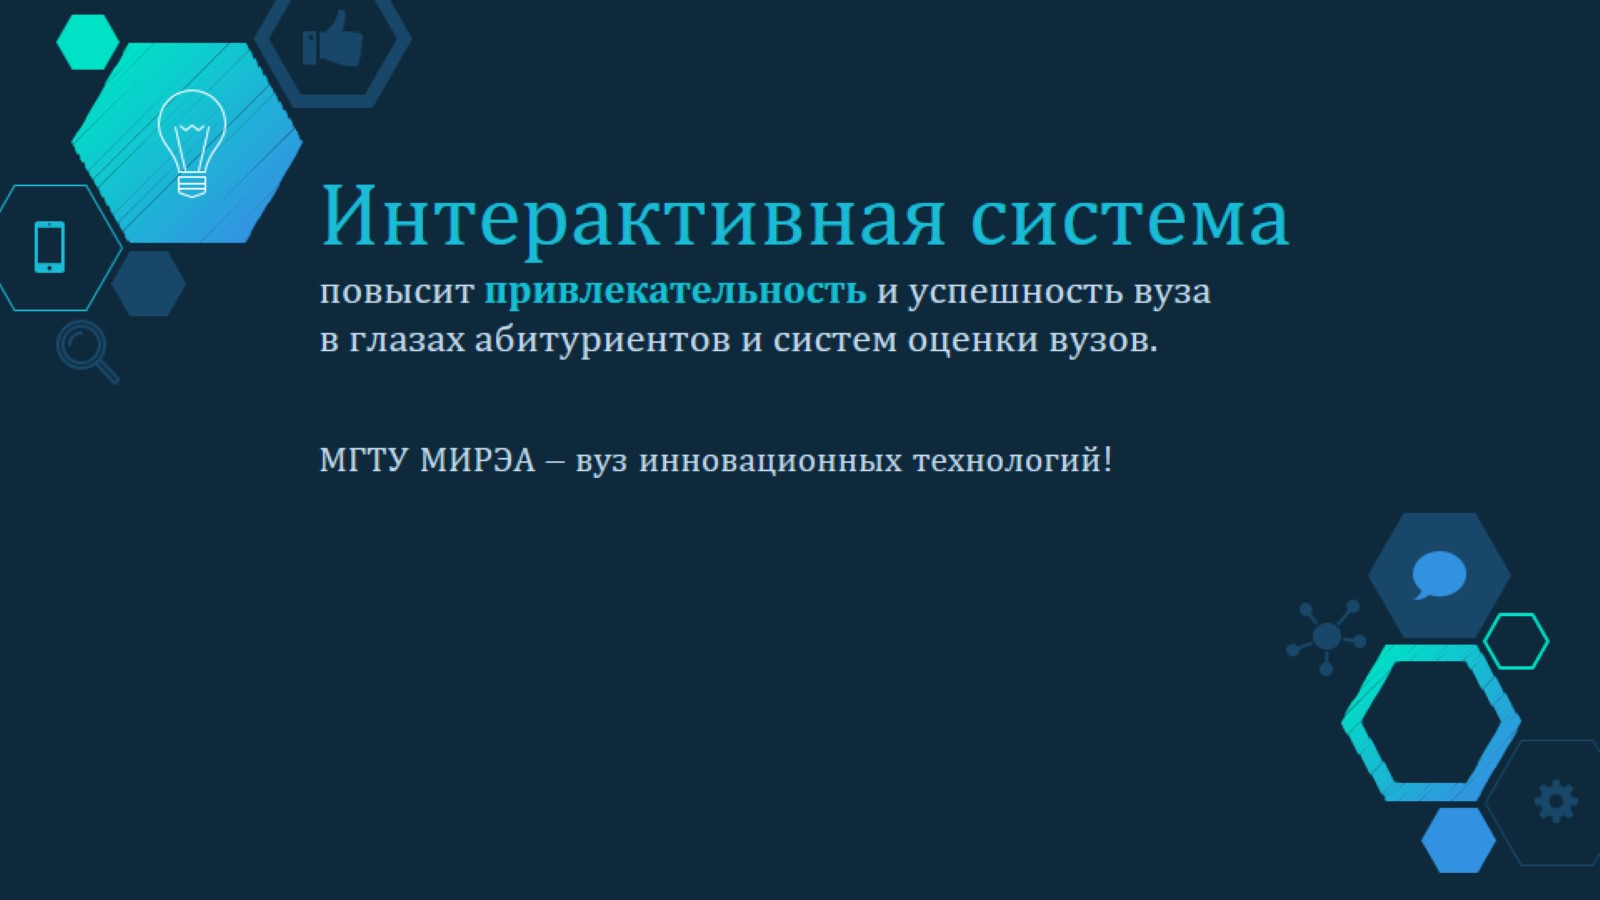 Интерактивная система
повысит привлекательность и успешность вуза
в глазах абитуриентов и систем оценки вузов.
МГТУ МИРЭА – вуз инновационных технологий!